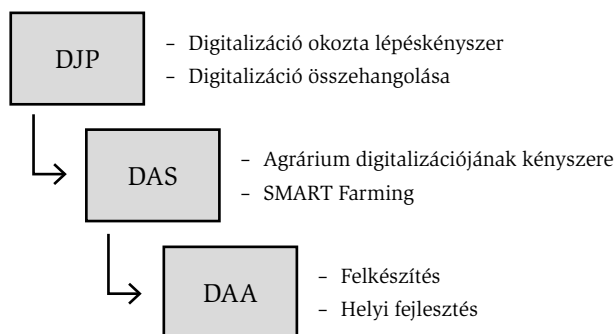 DJP
- Digitalizáció okozta lépéskényszer
- Digitalizáció összehangolása
DAS
- Agrárium digitalizációjának kényszere
- SMART Farming
DAA
- Felkészítés
- Helyi fejlesztés